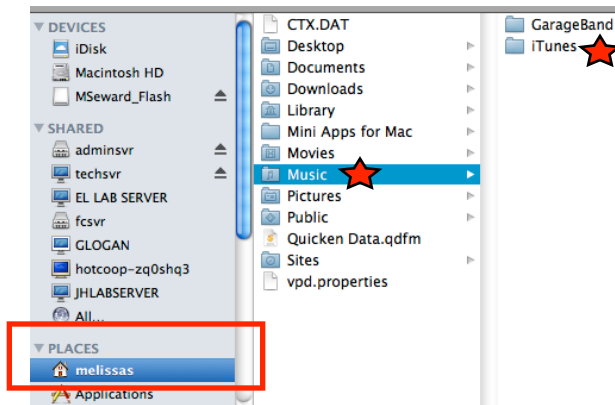 DEVICES
iDisk
Macintosh HD
MSeward_Flash
SHARED
adminsvr
techsvr
EL LAB SERVER
fcsvr
GLOGAN
hotcoop-zq0shq3
JHLABSERVER
All...
PLACES
melissas
Applications
CTX.DAT
Desktop
Documents
Downloads
Library
Mini Apps for Mac
Movies
Music
Pictures
Public
Quicken Data.qdfm
Sites
vpd.properties
GarageBand
iTunes